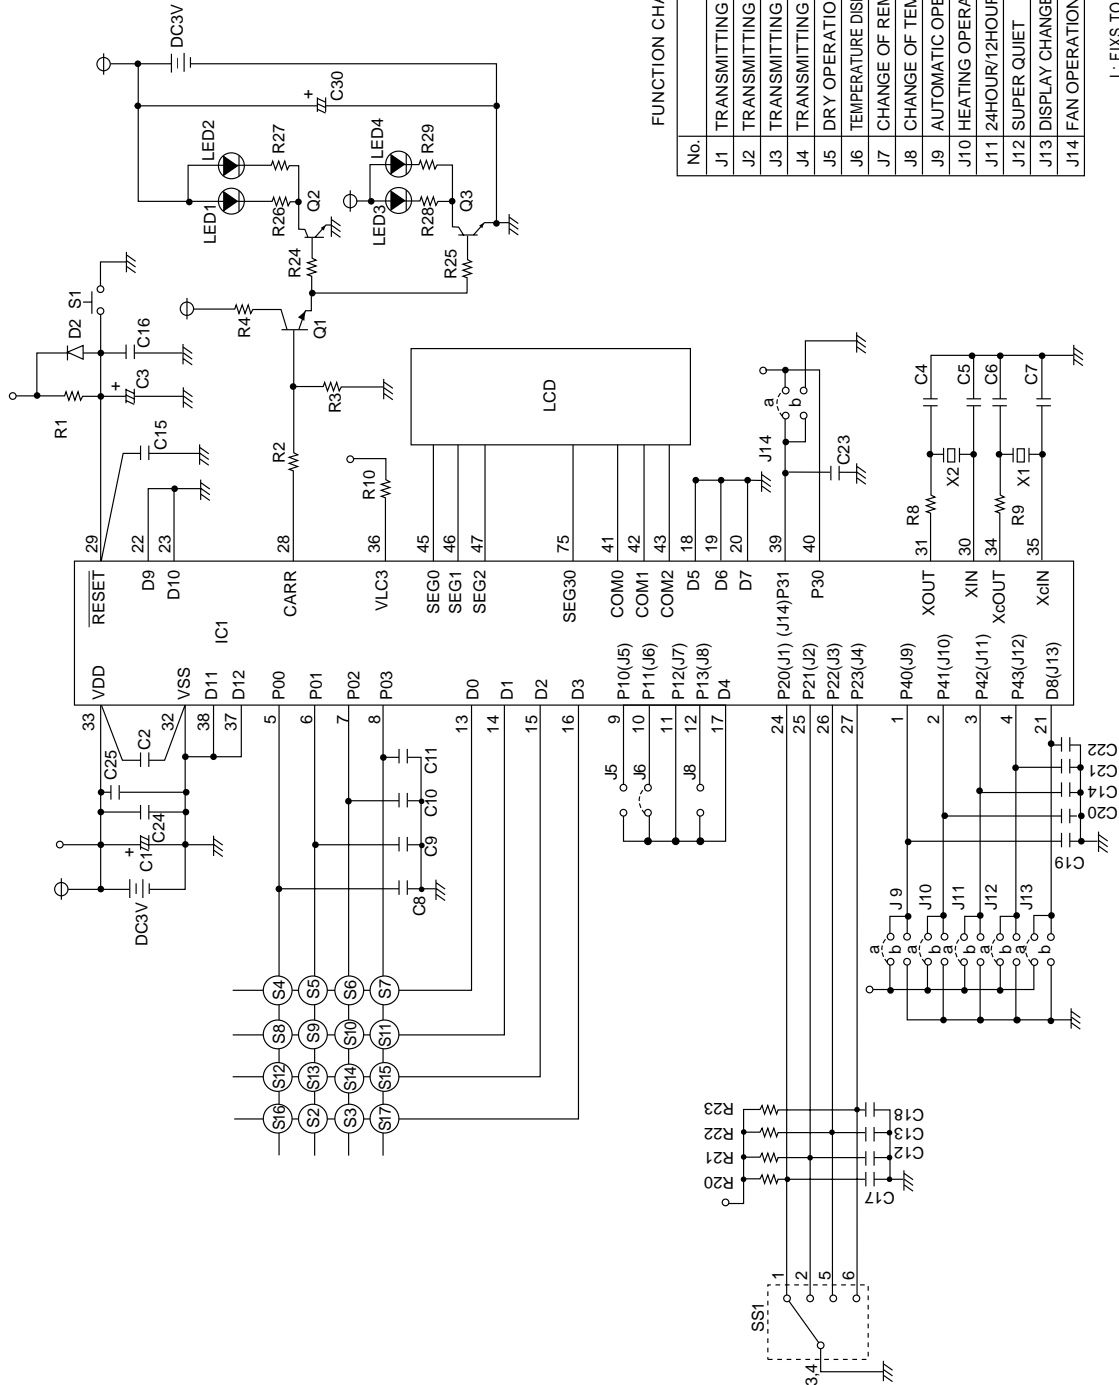 DC3V
C30
LED2
LED1
R27
R26
Q2
LED4
LED3
R29
R28
Q3
R24
R25
S1
D2
R1
C3
C16
C15
R4
Q1
R3
R2
R10
LCD
J14
a
b
C23
C4
C5
C6
C7
R8
X2
R9
X1
29
22
23
28
36
45
46
47
75
41
42
43
18
19
20
39
40
31
30
34
35
RESET
D9
D10
CARR
VLC3
SEG0
SEG1
SEG2
SEG30
COM0
COM1
COM2
D5
D6
D7
(J14)P31
P30
XOUT
XIN
XcOUT
XcIN
IC1
VDD
VSS
D11
D12
P00
P01
P02
P03
D0
D1
D2
D3
P10(J5)
P11(J6)
P12(J7)
P13(J8)
D4
P20(J1)
P21(J2)
P22(J3)
P23(J4)
P40(J9)
P41(J10)
P42(J11)
P43(J12)
D8(J13)
33
32
38
37
5
6
7
8
13
14
15
16
9
10
11
12
17
24
25
26
27
1
2
3
4
21
C25
C2
C24
C1
DC3V
C11
C10
C9
C8
S4
S5
S6
S7
S8
S9
S10
S11
S12
S13
S14
S15
S16
S2
S3
S17
J5
J6
J8
R23
R22
R21
R20
C18
C13
C12
C17
SS1
1
2
5
6
3,4
J 9
J10
J11
J12
J13
a
b
a
b
a
b
a
b
a
b
C22
C21
C14
C20
C19
FUNCTION CHA
No.
J1 TRANSMITTING
J2 TRANSMITTING
J3 TRANSMITTING
J4 TRANSMITTING
J5 DRY OPERATIO
J6 TEMPERATURE DISI
J7 CHANGE OF REM
J8 CHANGE OF TEM
J9 AUTOMATIC OPE
J10 HEATING OPERA
J11 24HOUR/12HOUR
J12 SUPER QUIET
J13 DISPLAY CHANGE
J14 FAN OPERATION